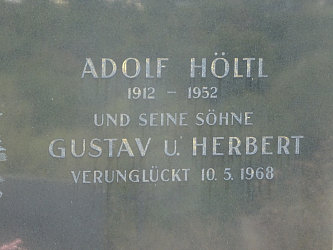 ADOLF HÖLTL
1912 – 1952
UND SEINE SÖHNE
GUSTAV U. HERBERT
VERUNGLÜCKT 10. 5. 1968